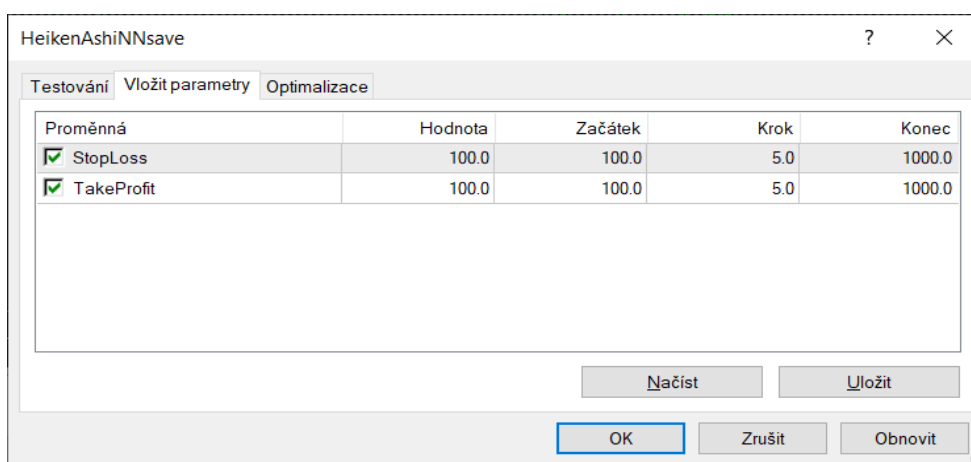 HeikenAshiNNsave ? ×
Testování Vložit parametry Optimalizace
Proměnná Hodnota Začátek Krok Konec
StopLoss 100.0 100.0 5.0 1000.0
TakeProfit 100.0 100.0 5.0 1000.0
Načíst Uložit
OK Zrušit Obnovit